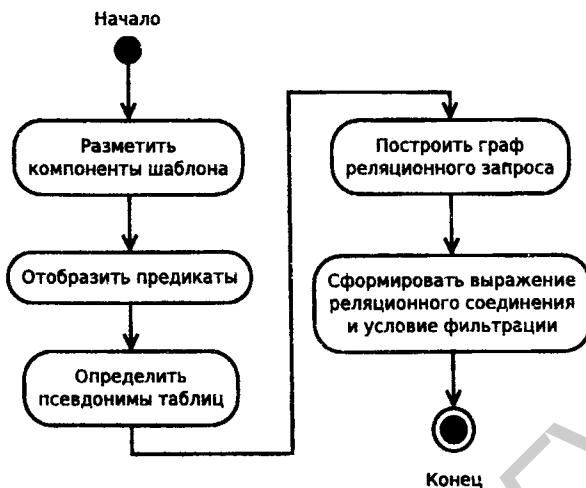 Начало
Разметить
компоненты шаблона
Отобразить предикаты
Определить
псевдонимы таблиц
Построить граф
реляционного запроса
Сформировать выражение
реляционного соединения
и условие фильтрации
Конец